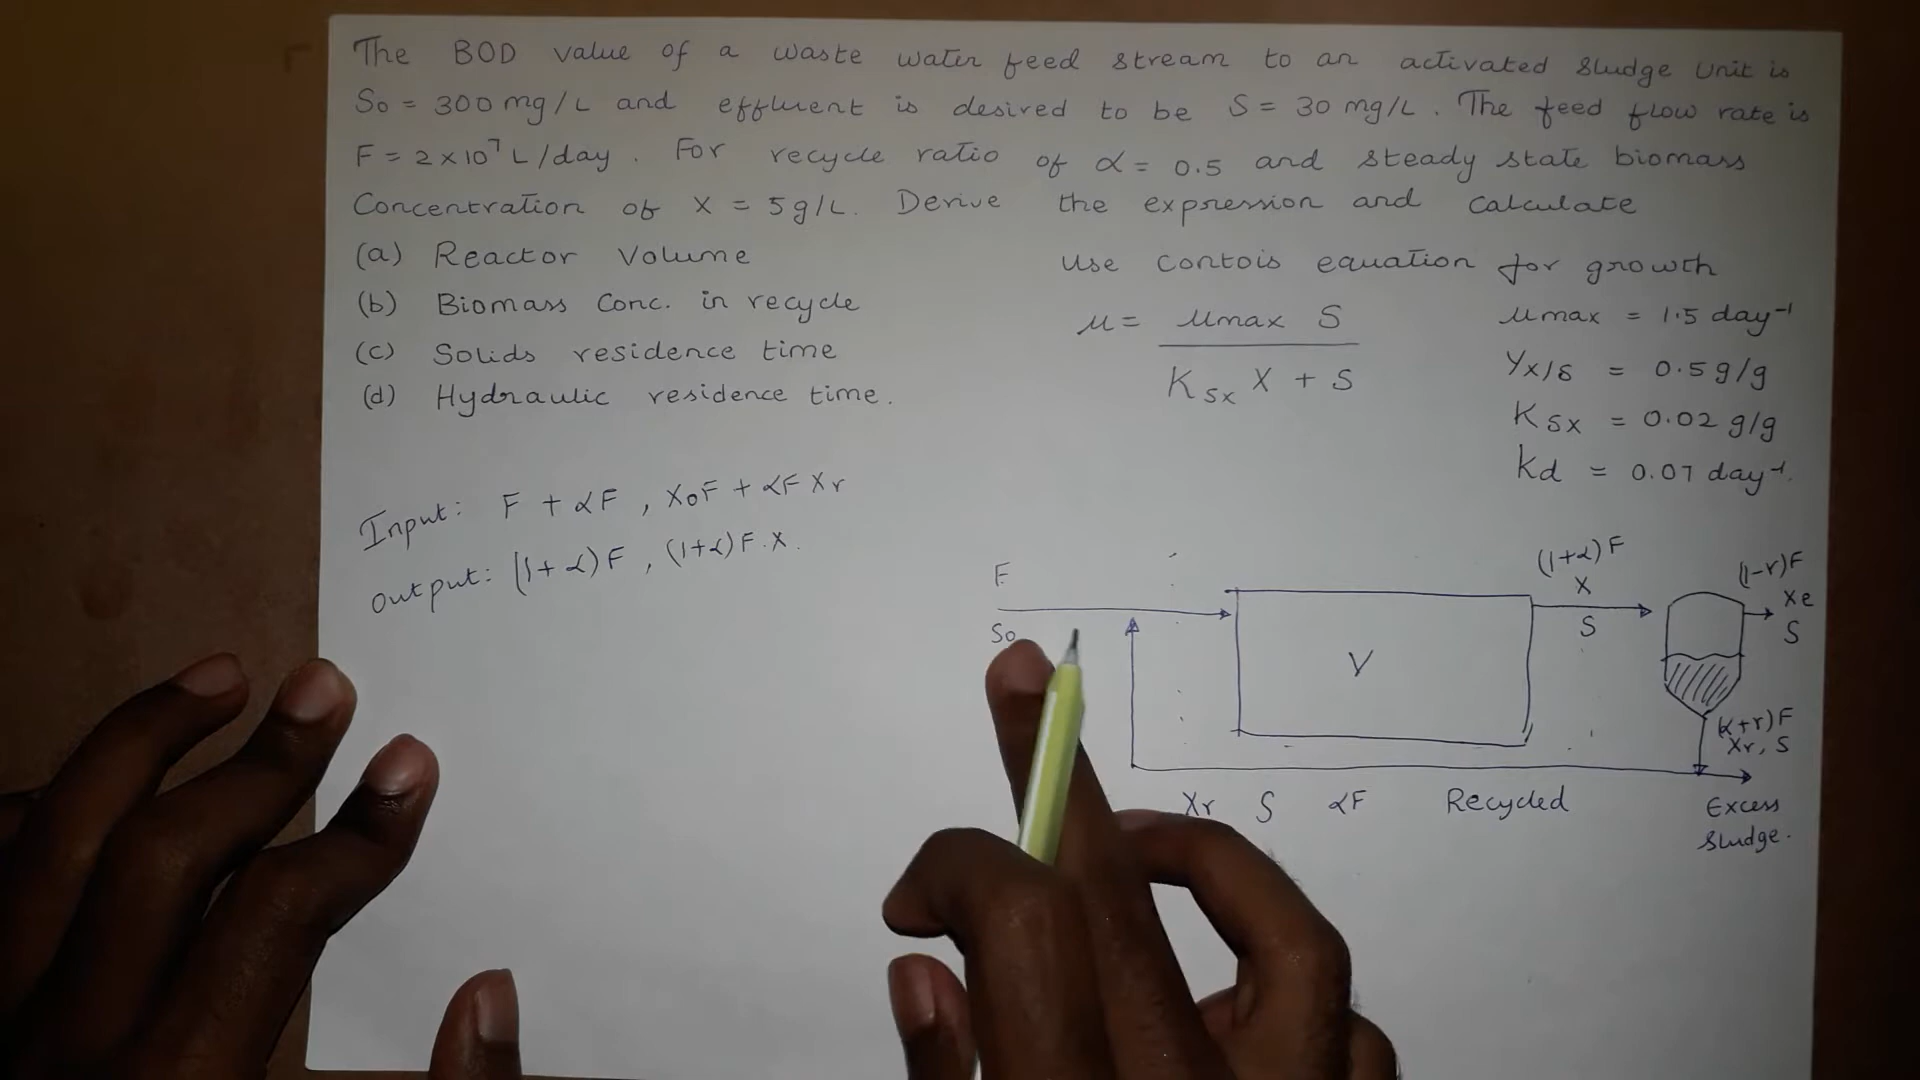 The BOD value of a waste water feed stream to an activated sludge unit is
S0 = 300 mg/L and effluent is desired to be S = 30 mg/L. The feed flow rate is
F = 2×10⁷ L/day. For recycle ratio of α = 0.5 and steady state biomass
Concentration of X = 5g/L. Derive the expression and calculate
(a) Reactor Volume
(b) Biomass Conc. in recycle
(c) Solids residence time
(d) Hydraulic residence time.
Use contois equation for growth
μ = μmax S
Ksx X + S
μmax = 1.5 day⁻¹
Yx/s = 0.5 g/g
Ksx = 0.02 g/g
kd = 0.07 day⁻¹.
Input: F + αF , X0F + αF Xr
Output: (1+α)F , (1+α)F.X.
F
S0
V
(1+α)F
X
S
(1-r)F
Xe
S
(α+r)F
Xr, S
Xr S αF Recycled
Excess
Sludge.